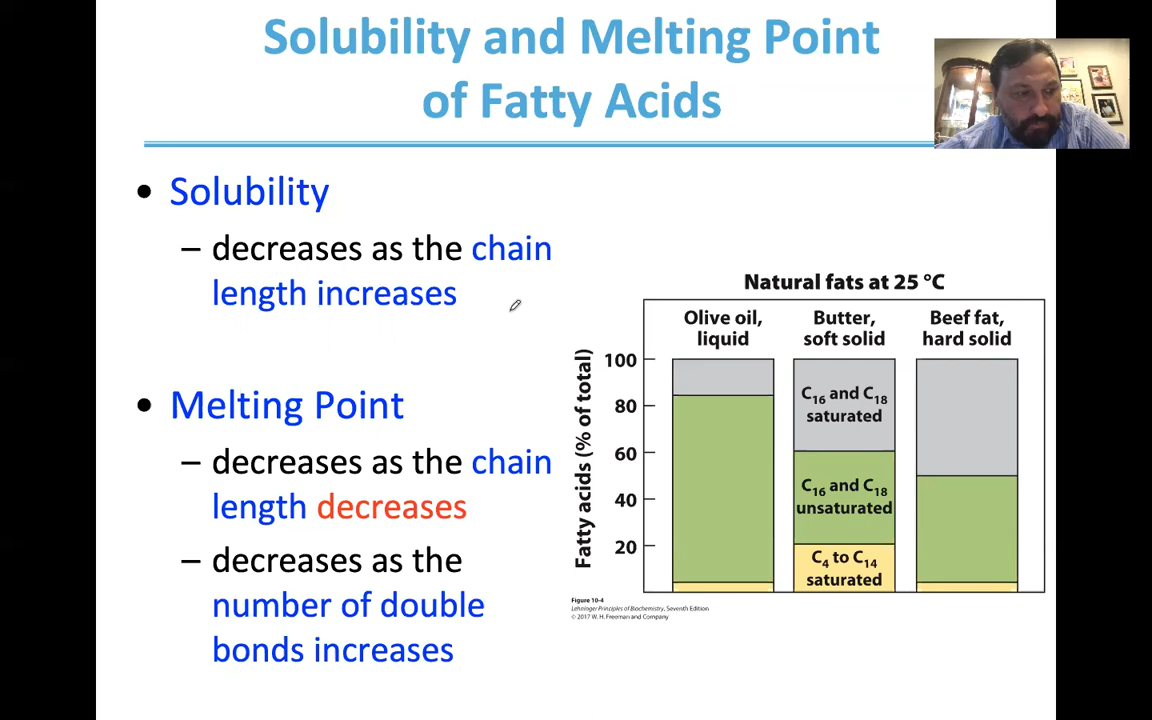 Solubility and Melting Point
of Fatty Acids
• Solubility
– decreases as the chain
length increases
• Melting Point
– decreases as the chain
length decreases
– decreases as the
number of double
bonds increases
Natural fats at 25 °C
Olive oil,
liquid
Butter,
soft solid
Beef fat,
hard solid
Fatty acids (% of total)
100
80
60
40
20
C₁₆ and C₁₈
saturated
C₁₆ and C₁₈
unsaturated
C₄ to C₁₄
saturated
Figure 10-4
Lehninger Principles of Biochemistry, Seventh Edition
© 2017 W. H. Freeman and Company